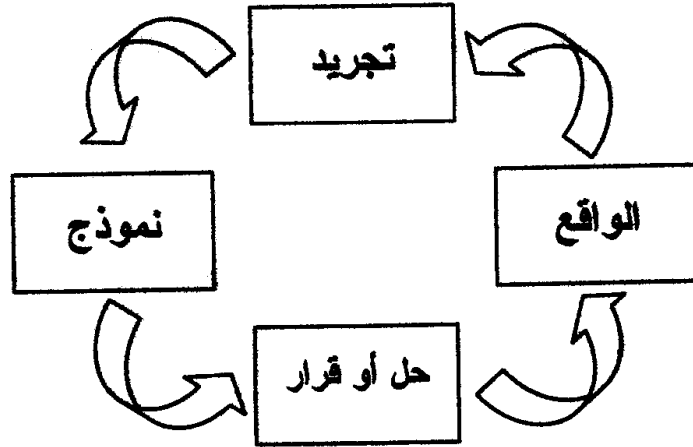 تجريد
الواقع
نموذج
حل أو قرار